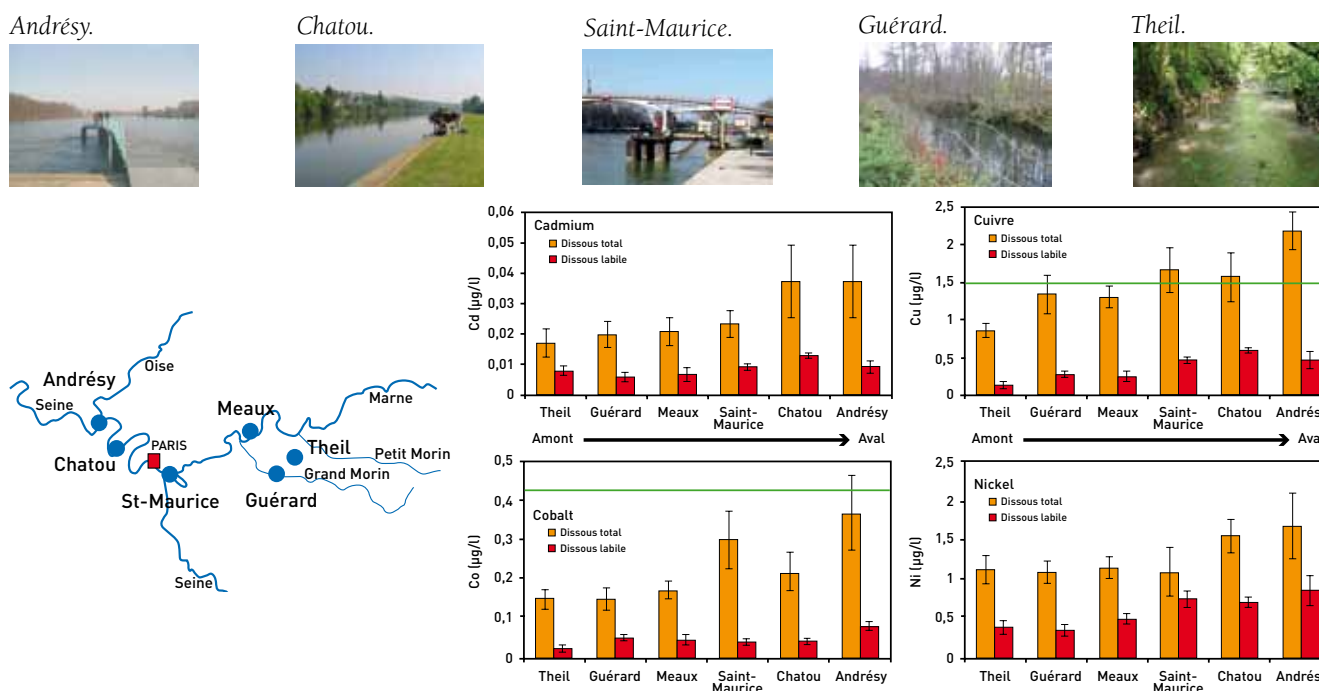 Andrésy.
Chatou.
Saint-Maurice.
Guérard.
Theil.
Oise
Andrésy
Seine
Meaux
Marne
PARIS
Theil
Petit Morin
Chatou
Grand Morin
St-Maurice
Guérard
Seine
0,06
0,05
0,04
0,03
0,02
0,01
0
Cd (µg/l)
Cadmium
Dissous total
Dissous labile
Theil Guérard Meaux Saint- Chatou Andrésy
Maurice
Amont Aval
2,5
2
1,5
1
0,5
0
Cu (µg/l)
Cuivre
Dissous total
Dissous labile
Theil Guérard Meaux Saint- Chatou Andrés
Maurice
Amont Ava
0,5
0,4
0,3
0,2
0,1
0
Co (µg/l)
Cobalt
Dissous total
Dissous labile
Theil Guérard Meaux Saint- Chatou Andrésy
Maurice
2,5
2
1,5
1
0,5
0
Ni (µg/l)
Nickel
Dissous total
Dissous labile
Theil Guérard Meaux Saint- Chatou Andrés
Maurice